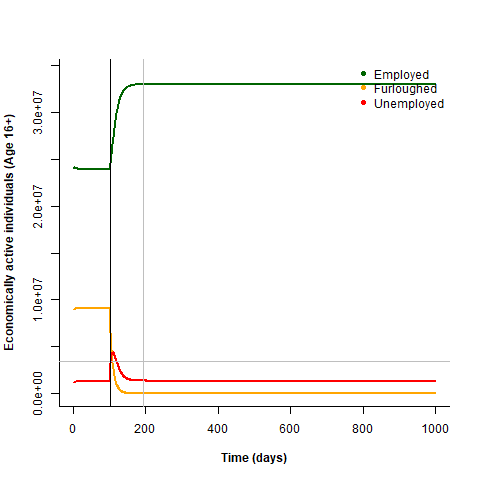 Employed
Furloughed
Unemployed
Economically active individuals (Age 16+)
3.0e+07
2.0e+07
1.0e+07
0.0e+00
0 200 400 600 800 1000
Time (days)